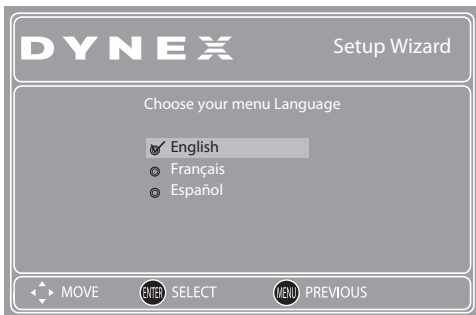 DYNEX Setup Wizard
Choose your menu Language
English
Français
Español
MOVE ENTER SELECT MENU PREVIOUS